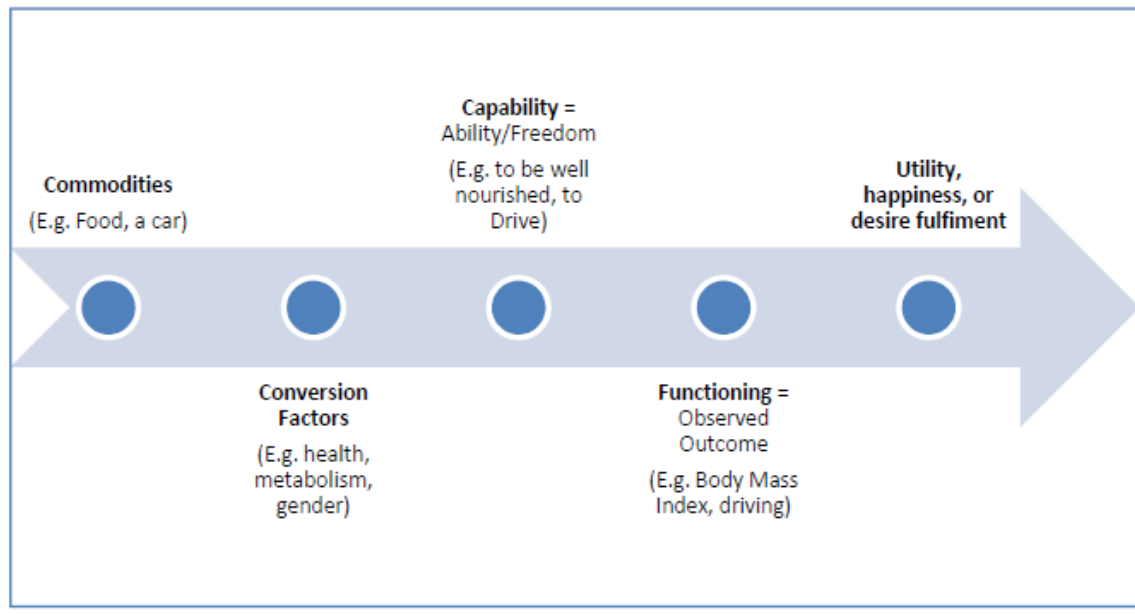 Commodities
(E.g. Food, a car)
Conversion
Factors
(E.g. health,
metabolism,
gender)
Capability =
Ability/Freedom
(E.g. to be well
nourished, to
Drive)
Functioning =
Observed
Outcome
(E.g. Body Mass
Index, driving)
Utility,
happiness, or
desire fulfiment